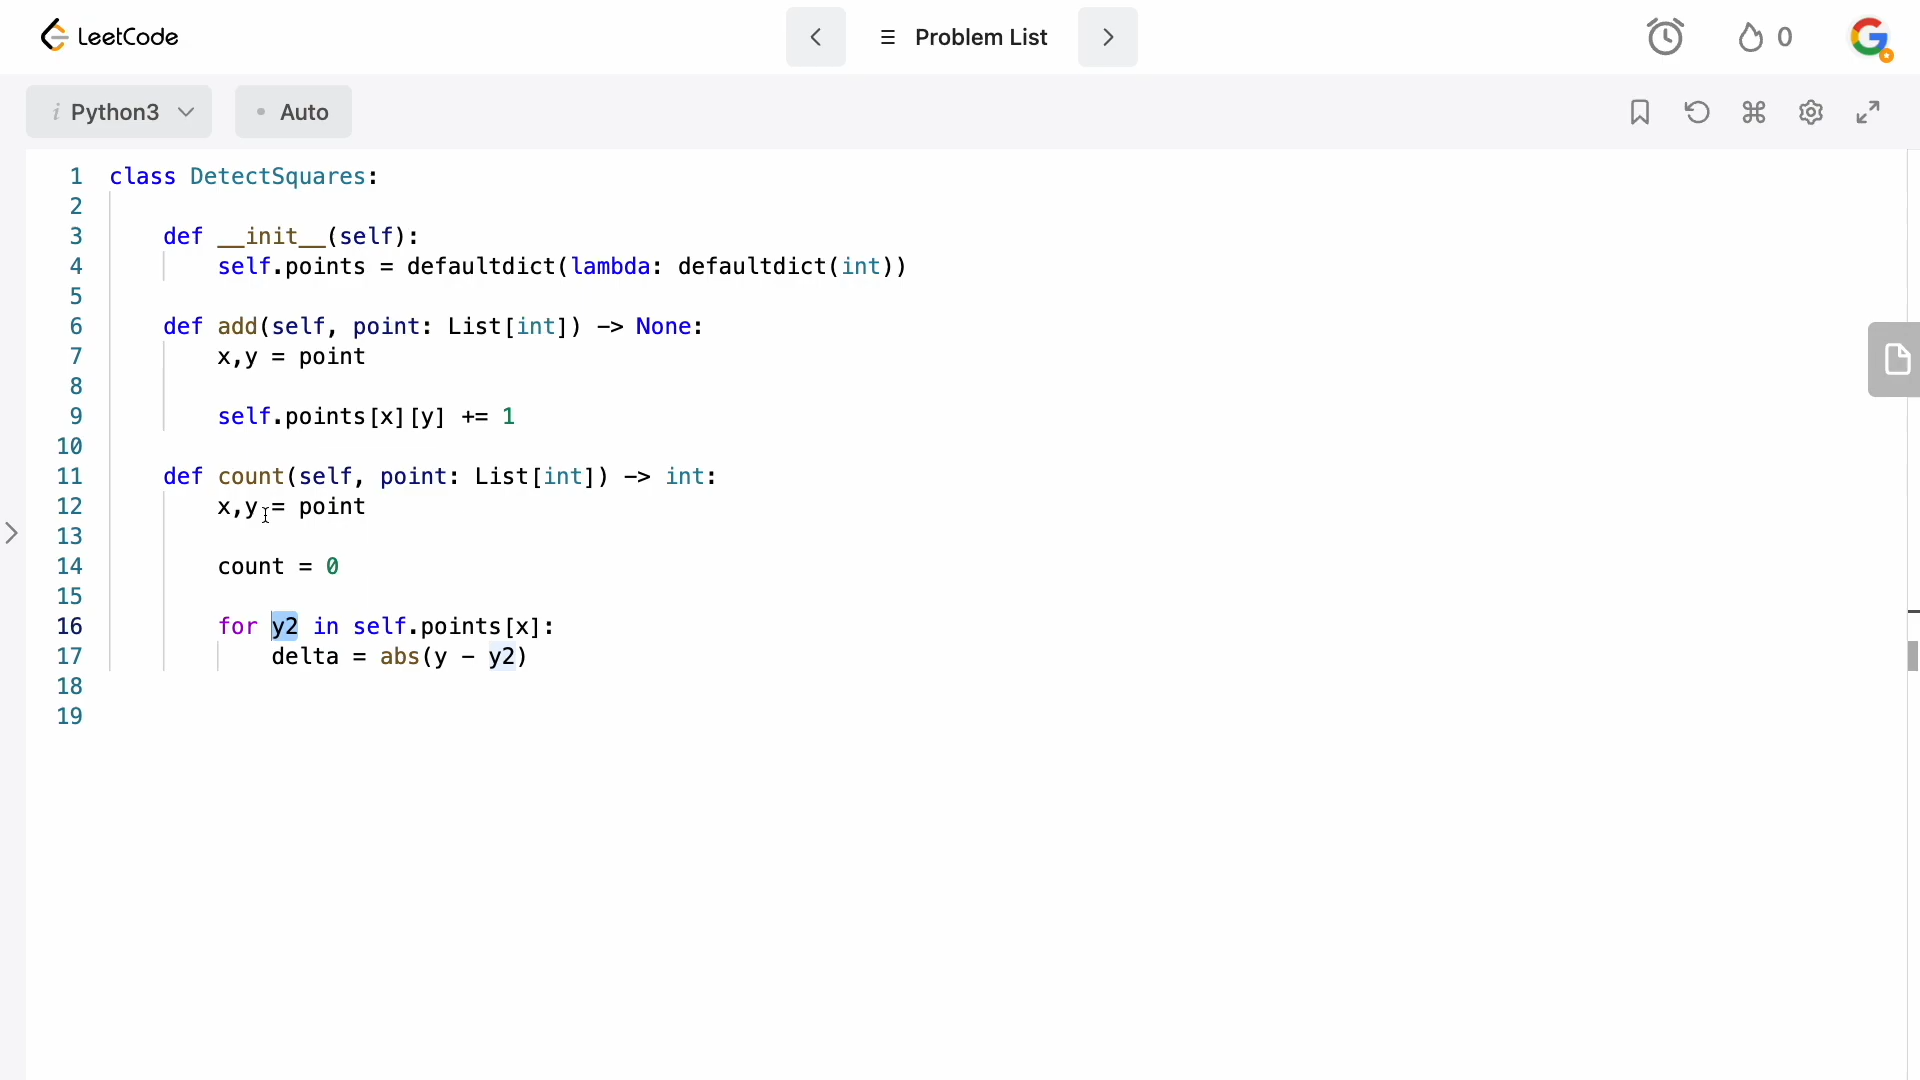 LeetCode
Problem List
0
Python3
Auto
1 class DetectSquares:
2
3     def __init__(self):
4         self.points = defaultdict(lambda: defaultdict(int))
5
6     def add(self, point: List[int]) -> None:
7         x,y = point
8
9         self.points[x][y] += 1
10
11     def count(self, point: List[int]) -> int:
12         x,y = point
13
14         count = 0
15
16         for y2 in self.points[x]:
17             delta = abs(y - y2)
18
19